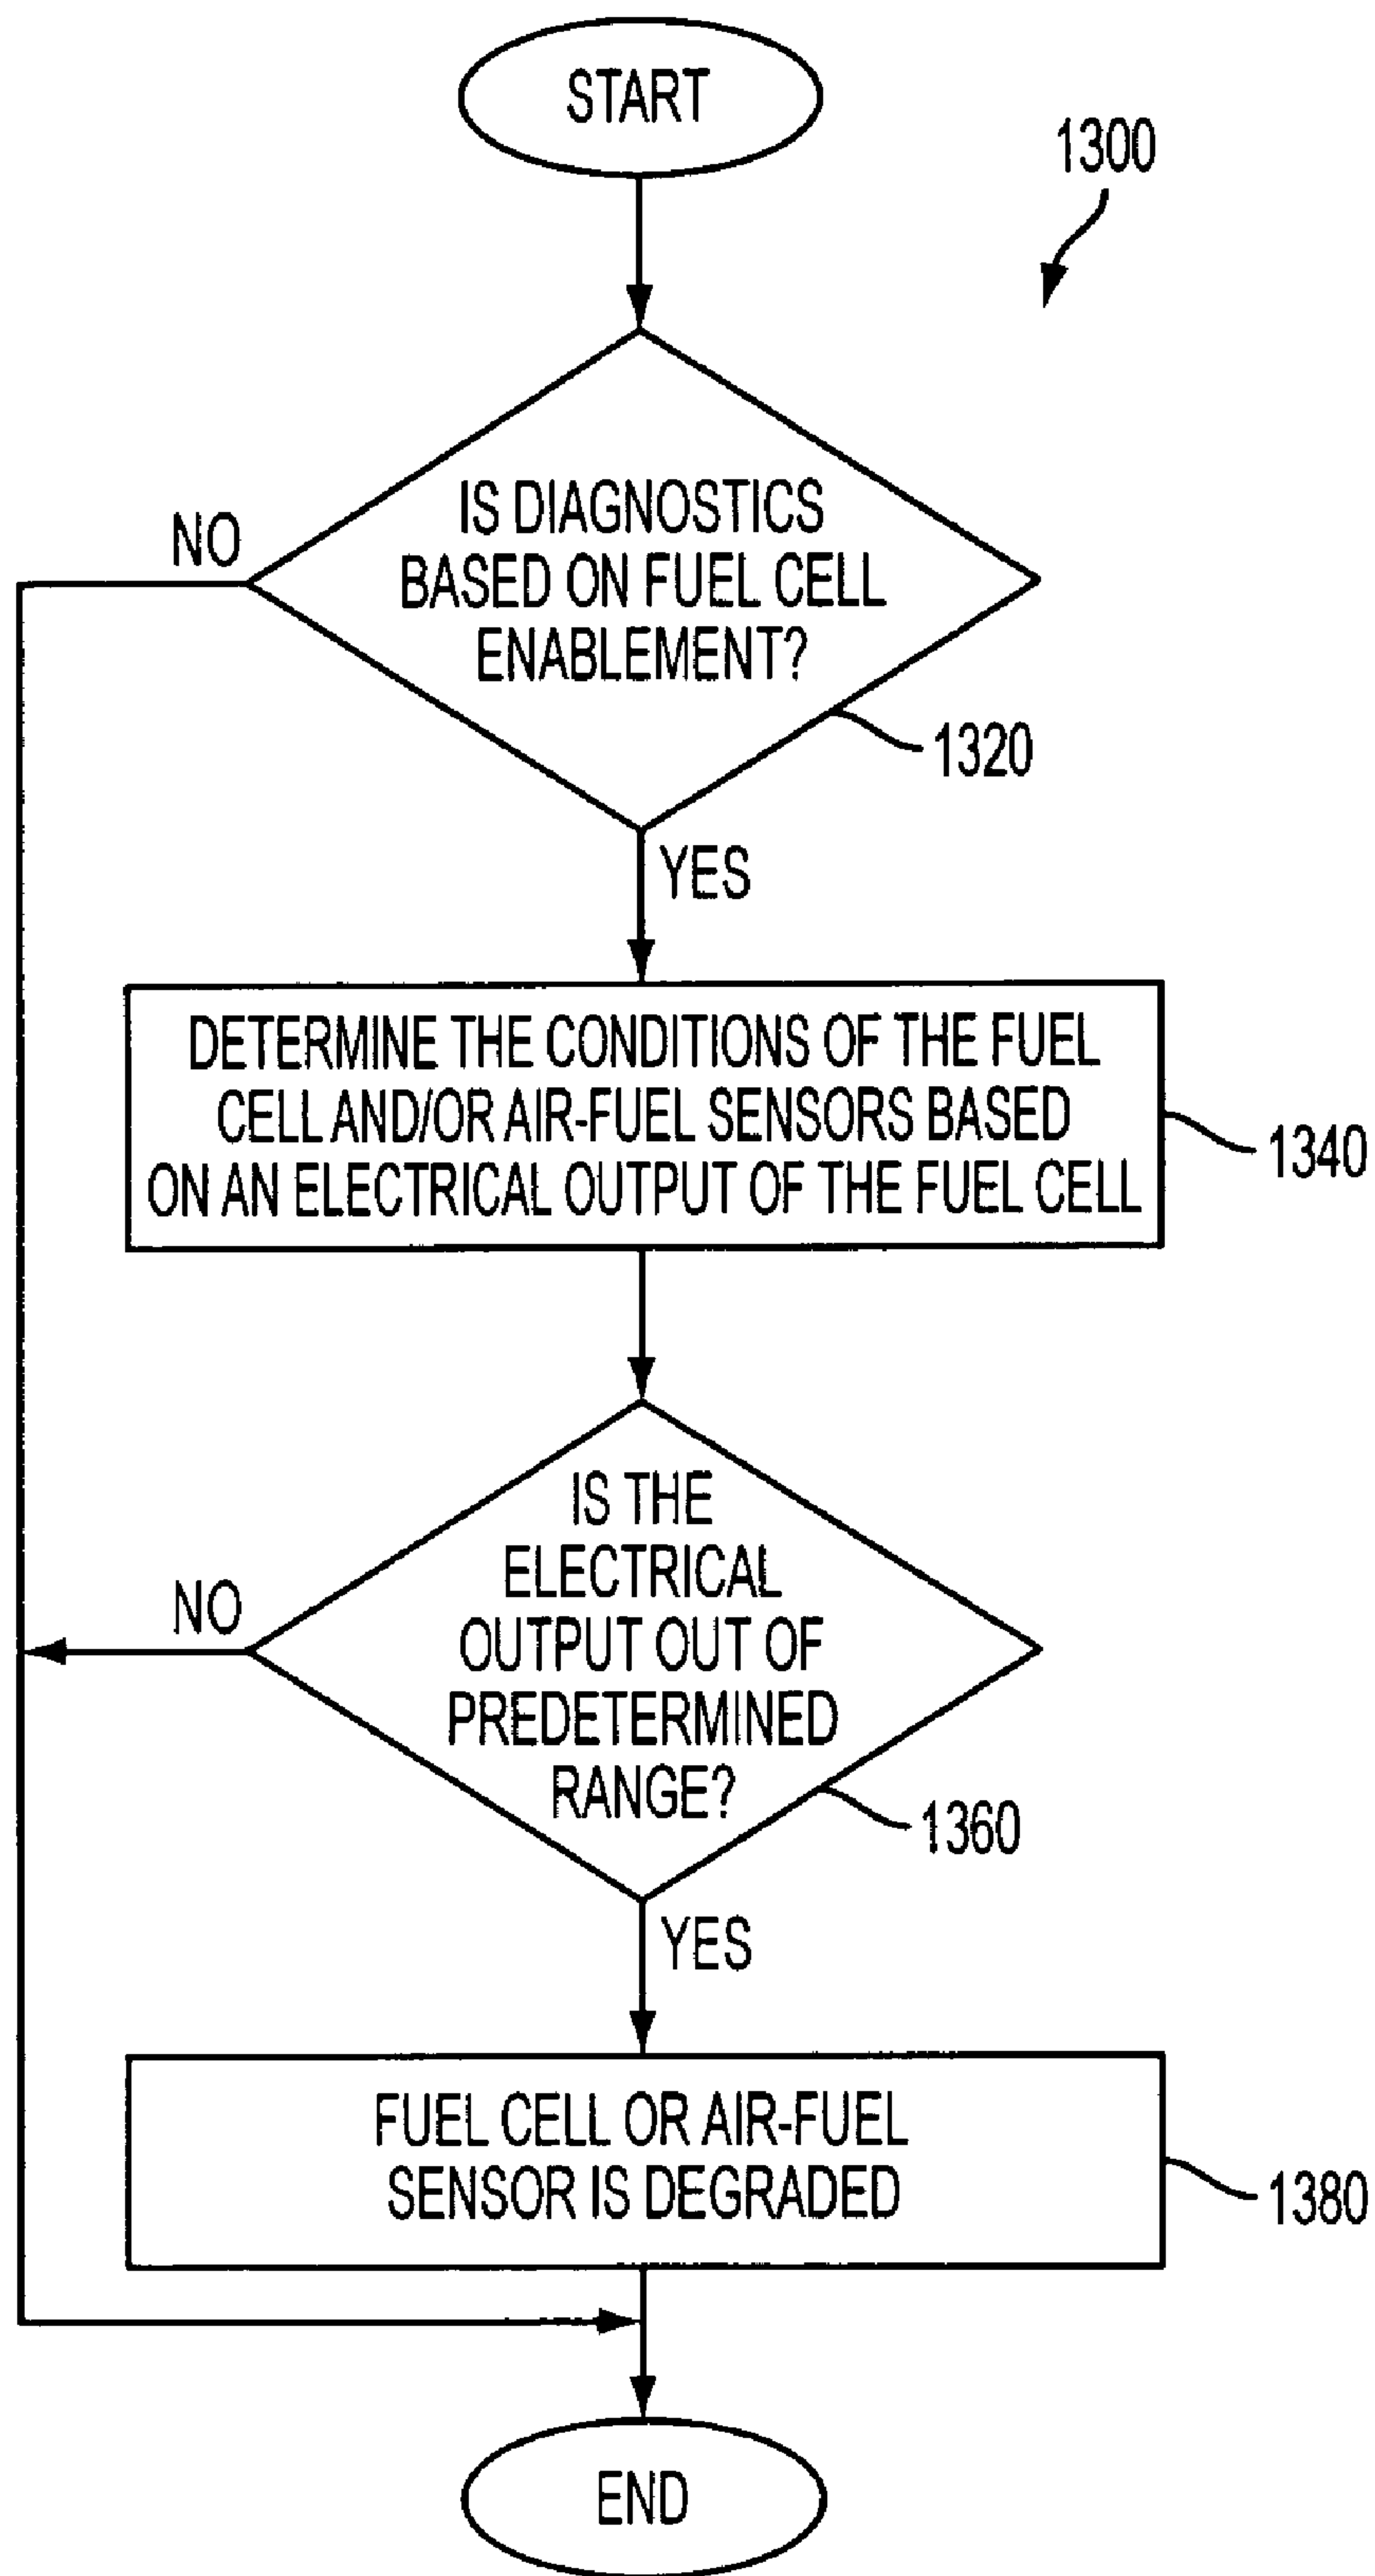 START
1300
IS DIAGNOSTICS
BASED ON FUEL CELL
ENABLEMENT?
NO
1320
YES
DETERMINE THE CONDITIONS OF THE FUEL
CELL AND/OR AIR-FUEL SENSORS BASED
ON AN ELECTRICAL OUTPUT OF THE FUEL CELL
1340
IS THE
ELECTRICAL
OUTPUT OUT OF
PREDETERMINED
RANGE?
NO
1360
YES
FUEL CELL OR AIR-FUEL
SENSOR IS DEGRADED
1380
END